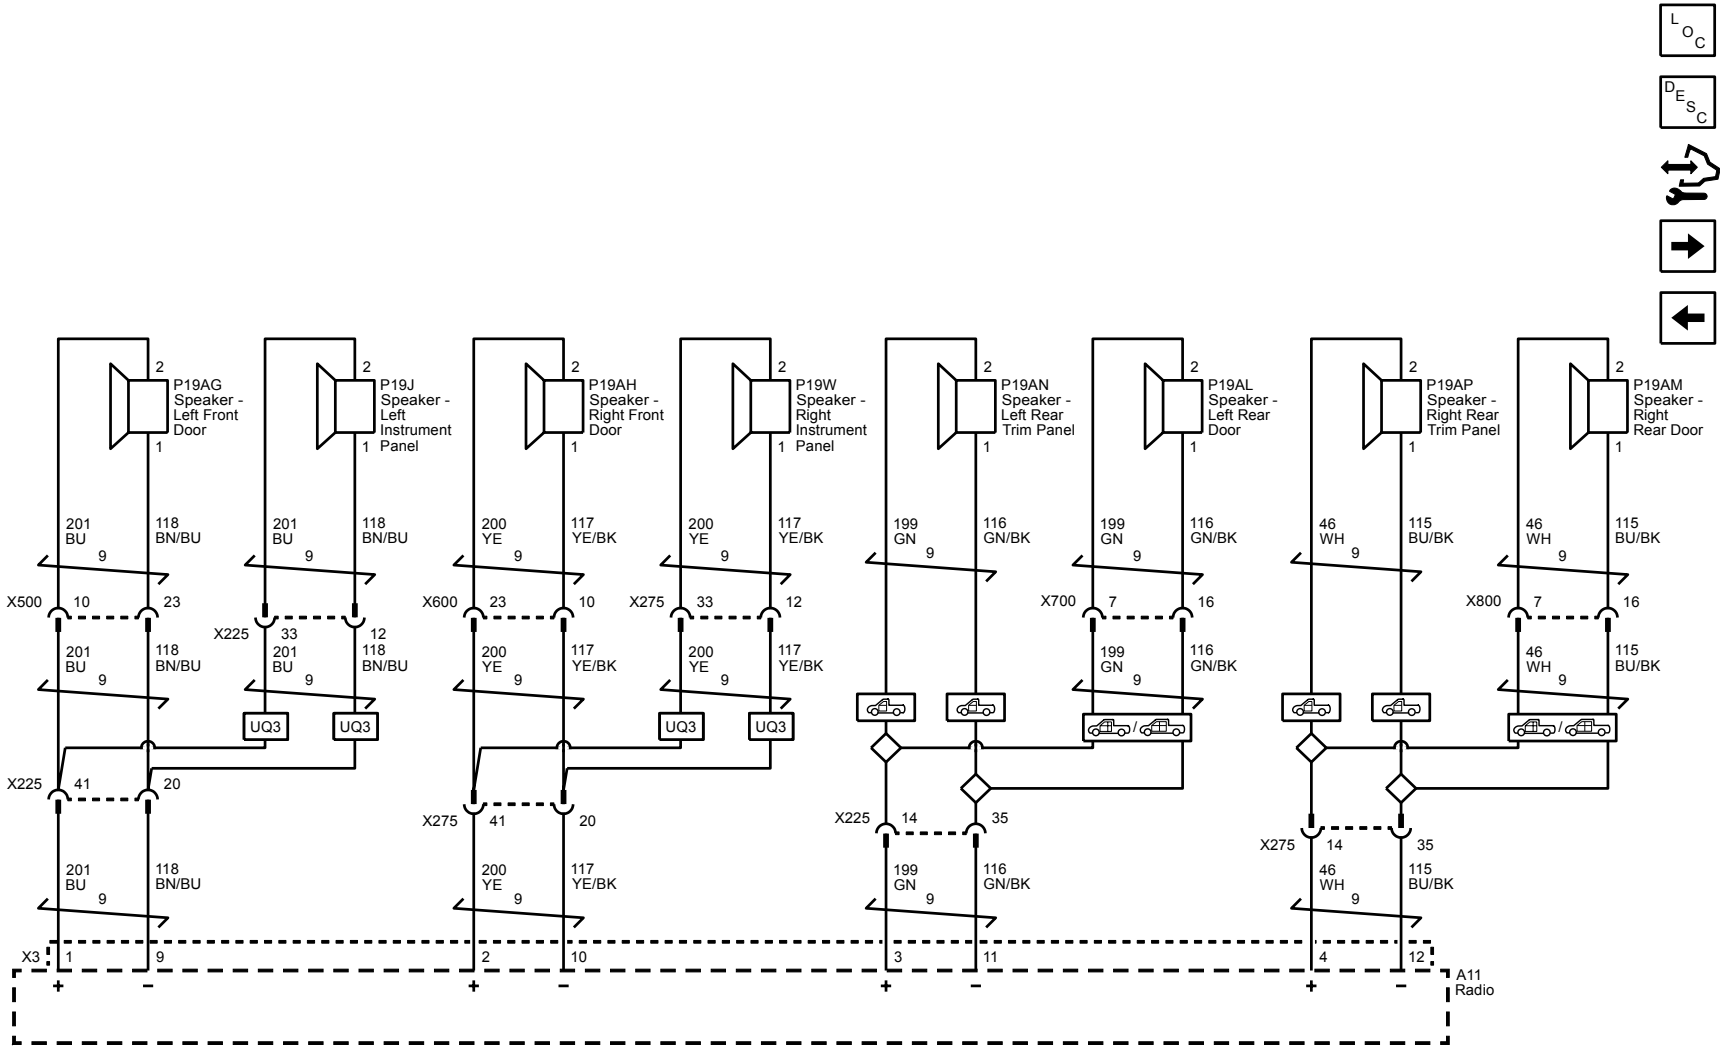 L
O
C
D
E
S
C
2 2 2 2 2 2 2 2
P19AG
Speaker -
Left Front
Door
P19J
Speaker -
Left
Instrument
Panel
P19AH
Speaker -
Right Front
Door
P19W
Speaker -
Right
Instrument
Panel
P19AN
Speaker -
Left Rear
Trim Panel
P19AL
Speaker -
Left Rear
Door
P19AP
Speaker -
Right Rear
Trim Panel
P19AM
Speaker -
Right
Rear Door
1 1 1 1 1 1 1 1
201 118 201 118 200 117 200 117 199 116 199 116 46 115 46 115
BU BN/BU BU BN/BU YE YE/BK YE YE/BK GN GN/BK GN GN/BK WH BU/BK WH BU/BK
9 9 9 9 9 9 9 9
X500 10 23 X600 23 10 X275 33 12 X700 7 16 X800 7 16
X225 33 12
201 118 201 118 200 117 200 117 199 116 46 115
BU BN/BU BU BN/BU YE YE/BK YE YE/BK GN GN/BK WH BU/BK
9 9 9 9 9 9
UQ3 UQ3 UQ3 UQ3 / /
X225 41 20
X275 41 20
X225 14 35
X275 14 35
201 118 200 117 199 116 46 115
BU BN/BU YE YE/BK GN GN/BK WH BU/BK
9 9 9 9
X3 1 9 2 10 3 11 4 12
+ − + − + − + −
A11
Radio